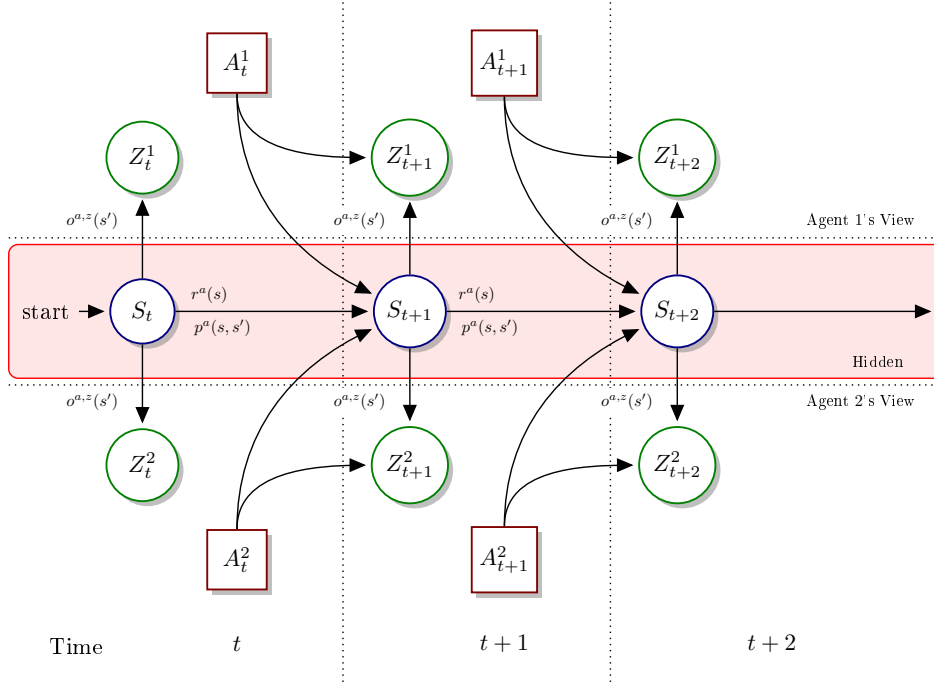 A_t^1 A_{t+1}^1
Z_t^1 Z_{t+1}^1 Z_{t+2}^1
o^{a,z}(s′) o^{a,z}(s′) o^{a,z}(s′) Agent 1's View
start S_t r^a(s) S_{t+1} r^a(s) S_{t+2}
p^a(s, s′) p^a(s, s′)
Hidden
o^{a,z}(s′) o^{a,z}(s′) o^{a,z}(s′) Agent 2's View
Z_t^2 Z_{t+1}^2 Z_{t+2}^2
A_t^2 A_{t+1}^2
Time t t + 1 t + 2